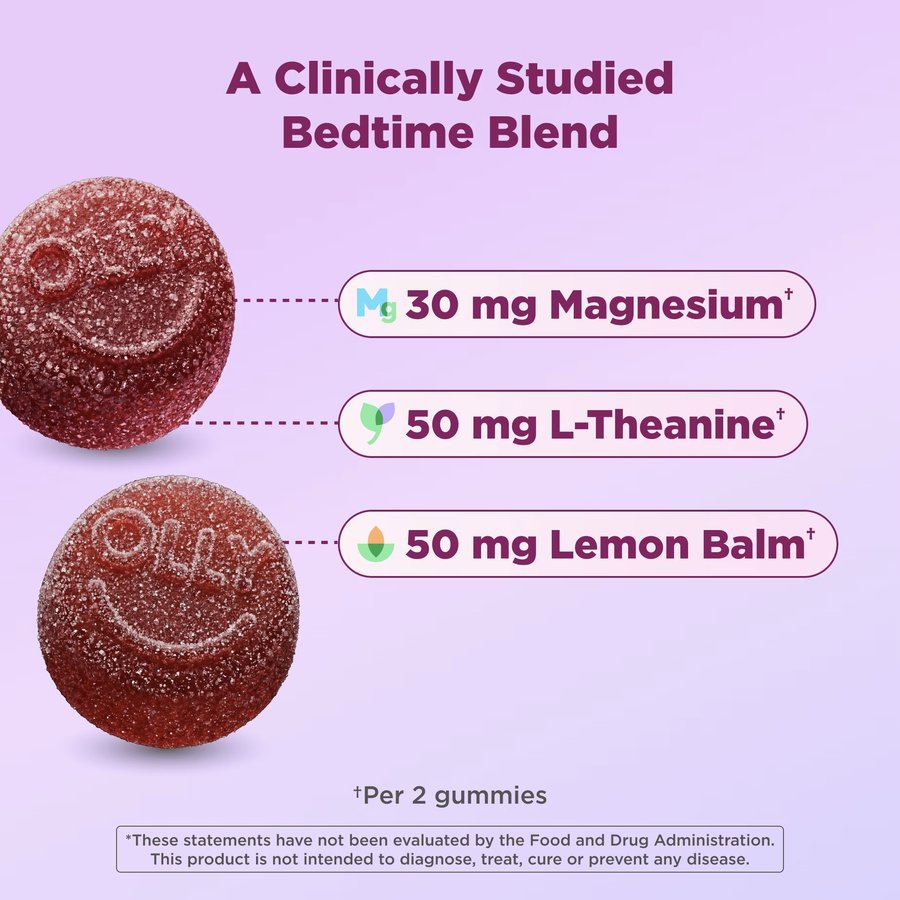 A Clinically Studied
Bedtime Blend
OLLY
Mg 30 mg Magnesium†
50 mg L-Theanine†
OLLY
50 mg Lemon Balm†
†Per 2 gummies
*These statements have not been evaluated by the Food and Drug Administration.
This product is not intended to diagnose, treat, cure or prevent any disease.